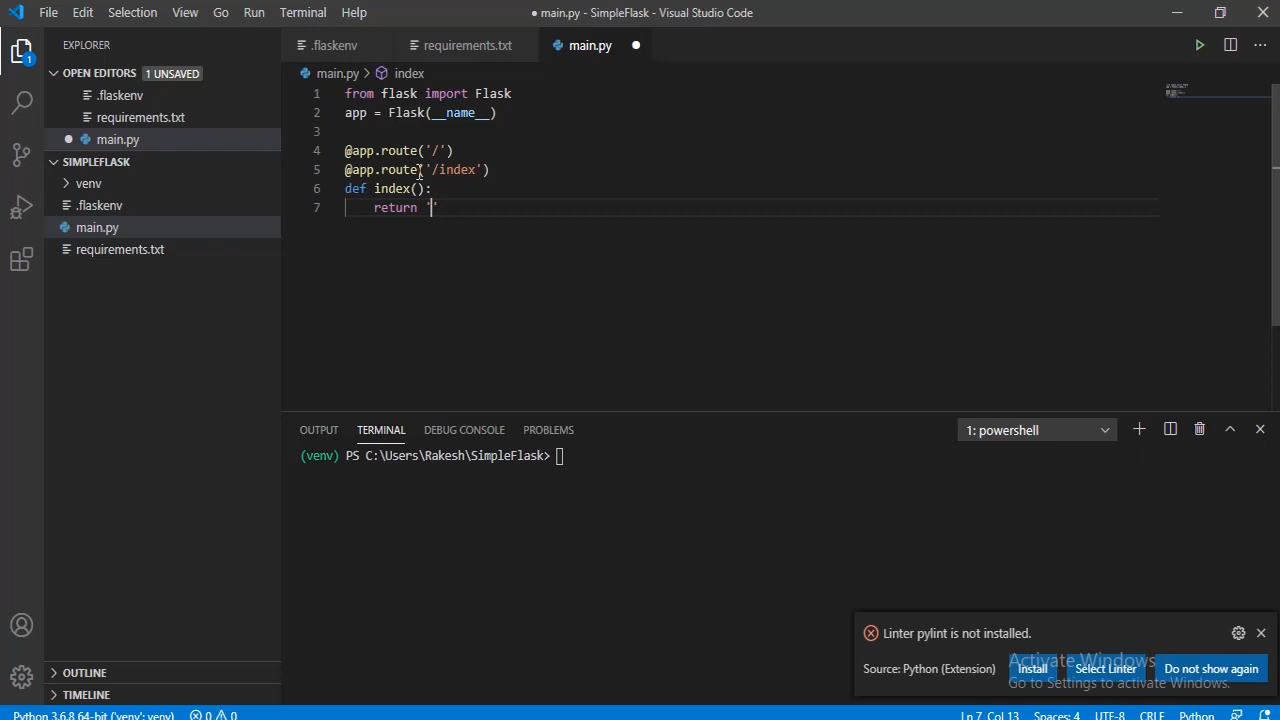 File Edit Selection View Go Run Terminal Help
● main.py - SimpleFlask - Visual Studio Code
1
EXPLORER
OPEN EDITORS 1 UNSAVED
.flaskenv
requirements.txt
main.py
SIMPLEFLASK
venv
.flaskenv
main.py
requirements.txt
OUTLINE
TIMELINE
.flaskenv requirements.txt main.py
main.py > index
1 from flask import Flask
2 app = Flask(__name__)
3
4 @app.route('/')
5 @app.route('/index')
6 def index():
7 return ''
OUTPUT TERMINAL DEBUG CONSOLE PROBLEMS
1: powershell
(venv) PS C:\Users\Rakesh\SimpleFlask>
Linter pylint is not installed.
Source: Python (Extension) Install Select Linter Do not show again
Activate Windows
Go to Settings to activate Windows.
Python 3.6.8 64-bit ('venv': venv) 0 0 Ln 7, Col 13 Spaces: 4 UTF-8 CRLF Python